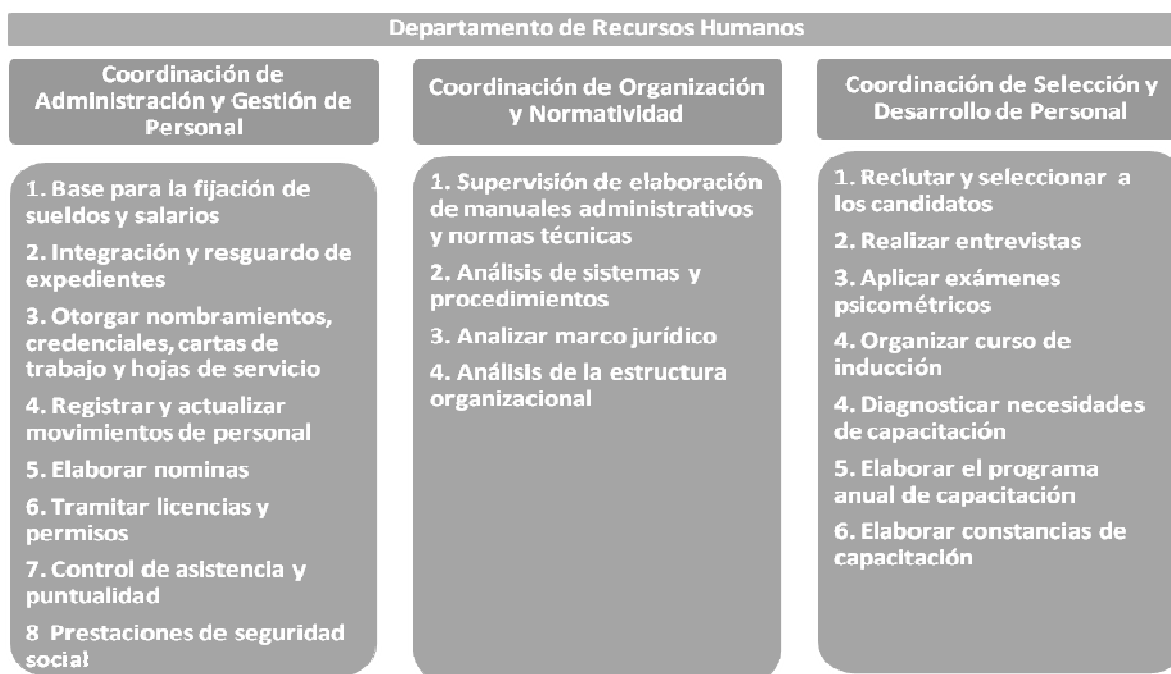 Departamento de Recursos Humanos
Coordinación de
Administración y Gestión de
Personal
1. Base para la fijación de
sueldos y salarios
2. Integración y resguardo de
expedientes
3. Otorgar nombramientos,
credenciales, cartas de
trabajo y hojas de servicio
4. Registrar y actualizar
movimientos de personal
5. Elaborar nominas
6. Tramitar licencias y
permisos
7. Control de asistencia y
puntualidad
8 Prestaciones de seguridad
social
Coordinación de Organización
y Normatividad
1. Supervisión de elaboración
de manuales administrativos
y normas técnicas
2. Análisis de sistemas y
procedimientos
3. Analizar marco jurídico
4. Análisis de la estructura
organizacional
Coordinación de Selección y
Desarrollo de Personal
1. Reclutar y seleccionar a
los candidatos
2. Realizar entrevistas
3. Aplicar exámenes
psicométricos
4. Organizar curso de
inducción
4. Diagnosticar necesidades
de capacitación
5. Elaborar el programa
anual de capacitación
6. Elaborar constancias de
capacitación